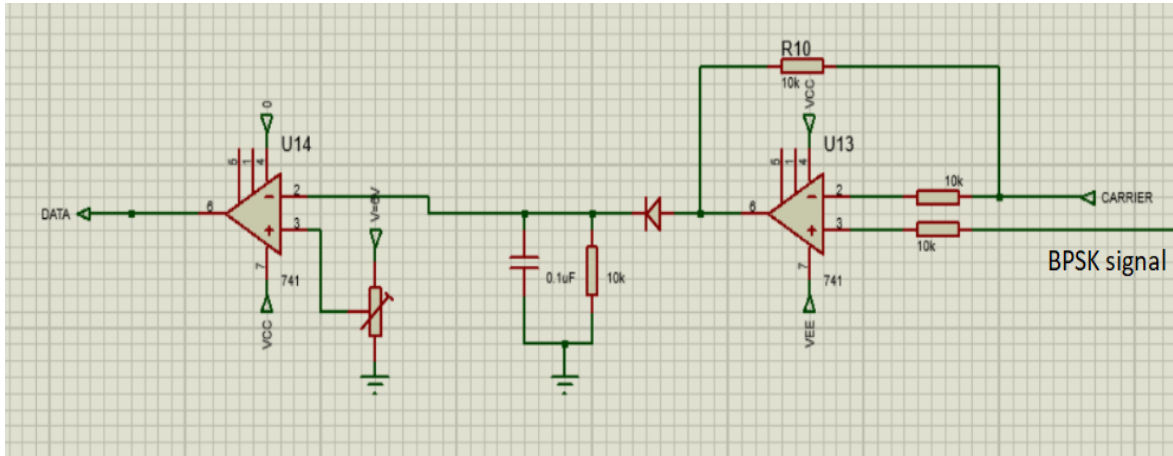 R10
10k
VCC
U13
5
1
4
10k
2
6
3
10k
CARRIER
BPSK signal
7
741
VEE
0
U14
5
1
4
2
DATA
6
3
V=6V
7
741
VCC
0.1uF
10k